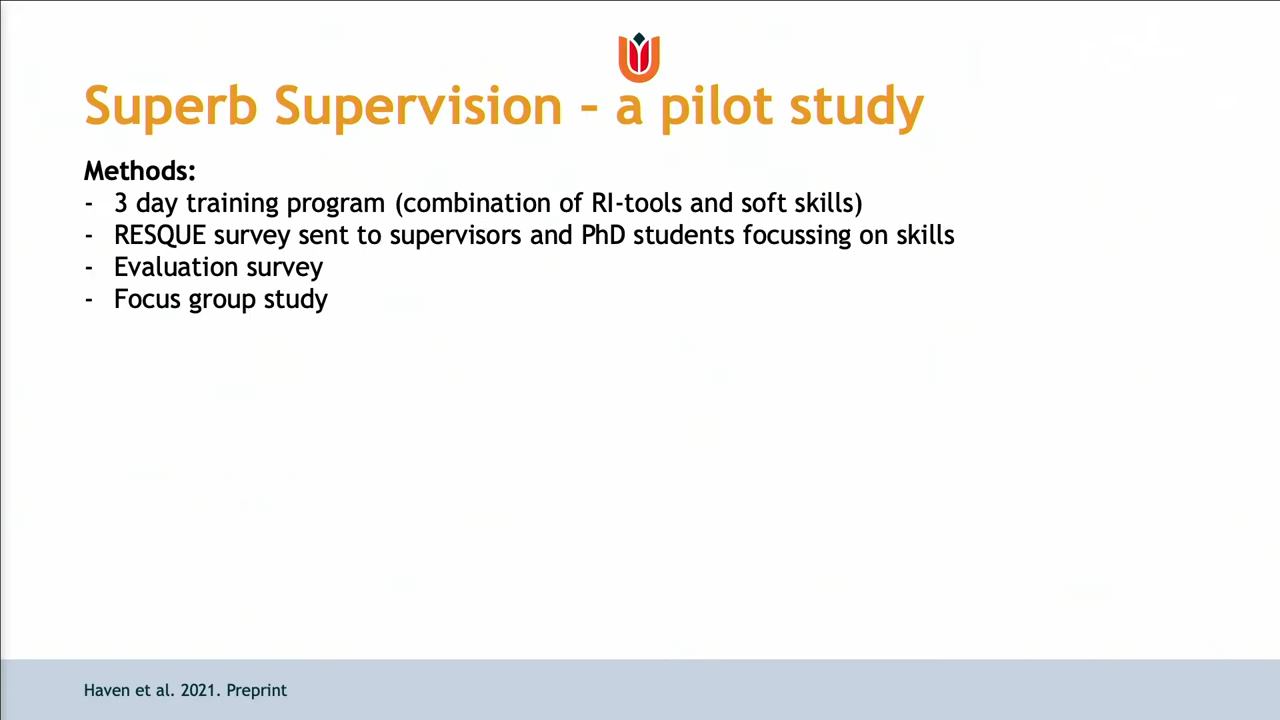 Superb Supervision – a pilot study
Methods:
- 3 day training program (combination of RI-tools and soft skills)
- RESQUE survey sent to supervisors and PhD students focussing on skills
- Evaluation survey
- Focus group study
Haven et al. 2021. Preprint